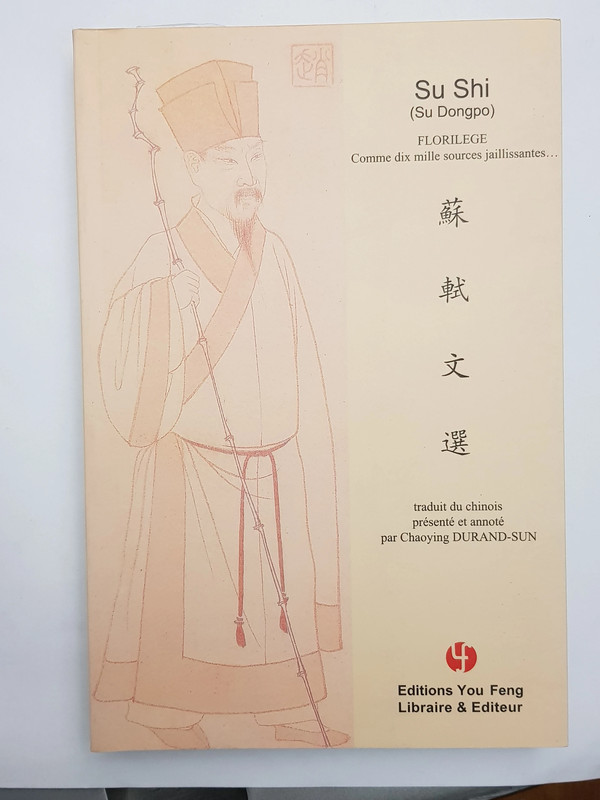 Su Shi
(Su Dongpo)
FLORILEGE
Comme dix mille sources jaillissantes...
蘇
軾
文
選
traduit du chinois
présenté et annoté
par Chaoying DURAND-SUN
Editions You Feng
Libraire & Editeur